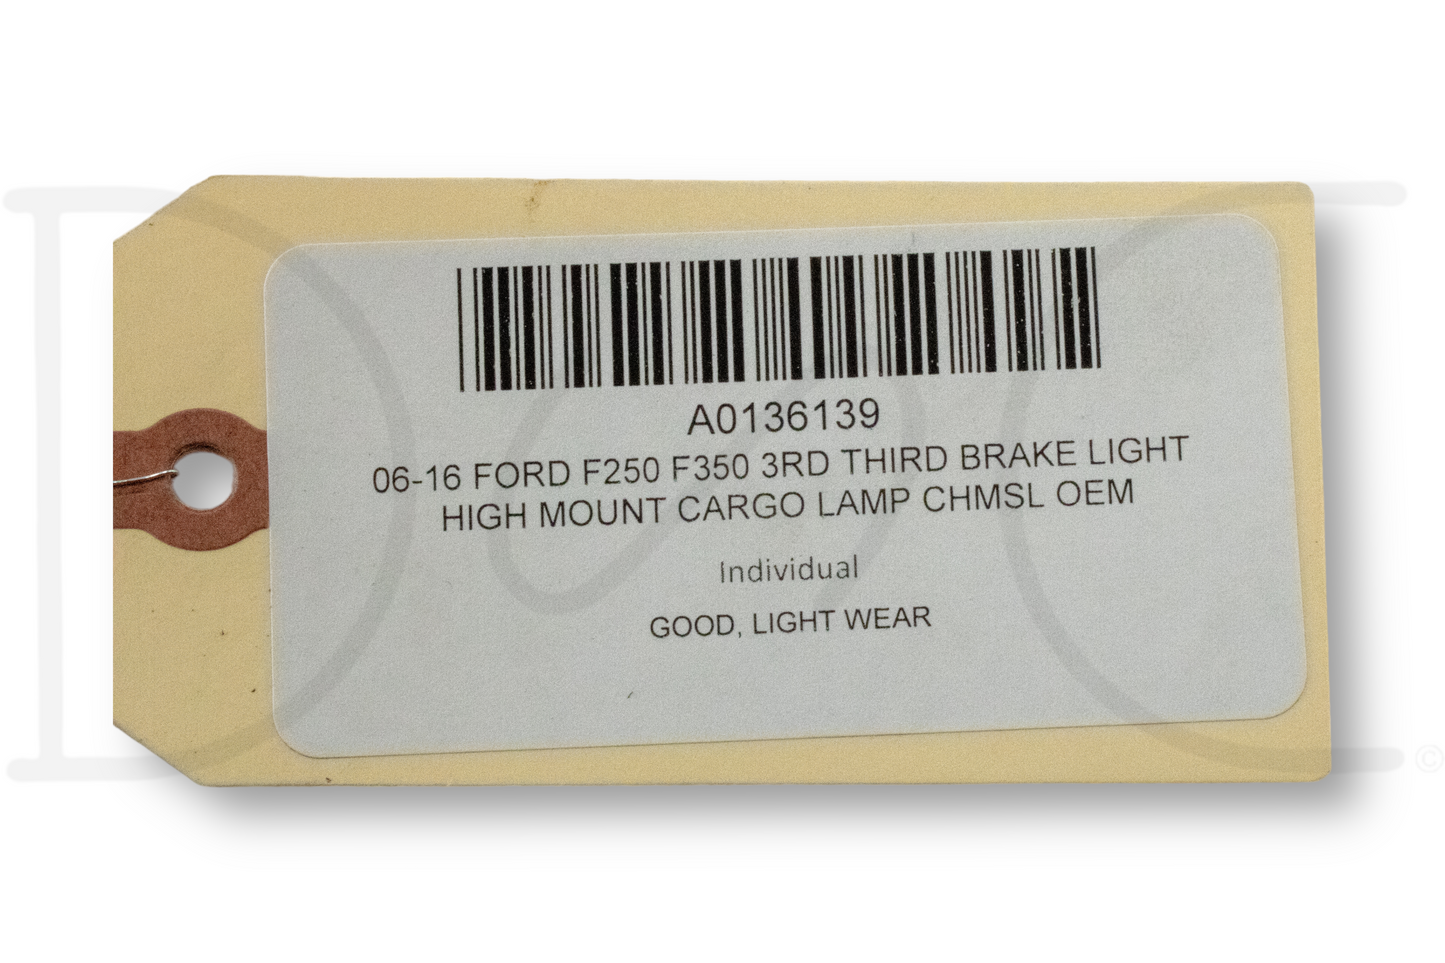 A0136139
06-16 FORD F250 F350 3RD THIRD BRAKE LIGHT
HIGH MOUNT CARGO LAMP CHMSL OEM
Individual
GOOD, LIGHT WEAR
©